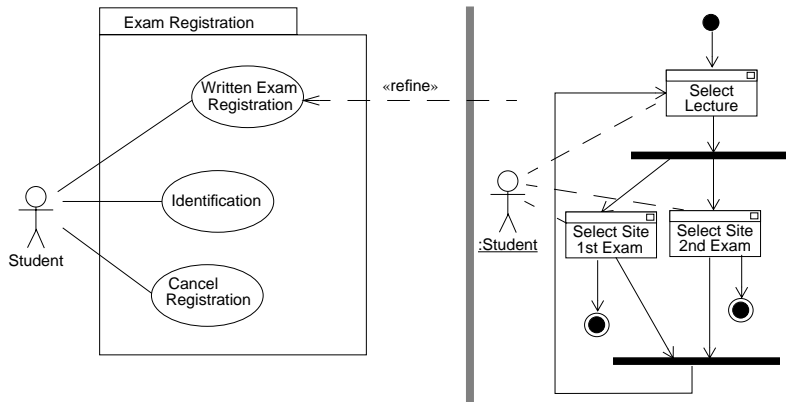 Exam Registration
Written Exam
Registration
Identification
Cancel
Registration
Student
«refine»
Select
Lecture
:Student
Select Site
1st Exam
Select Site
2nd Exam